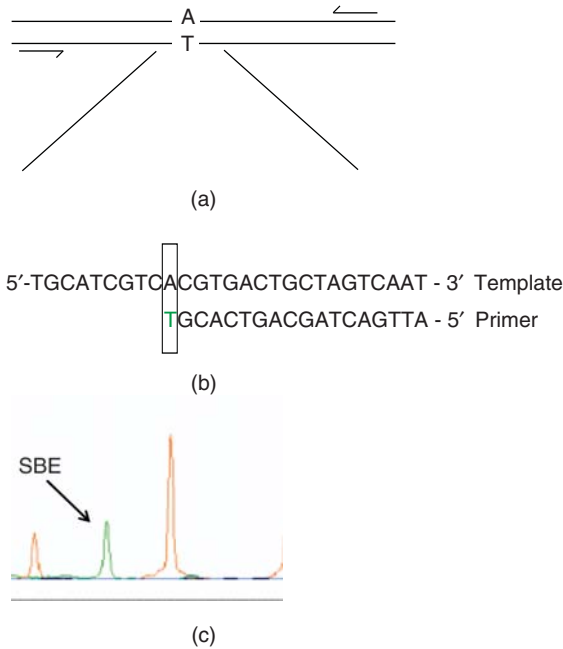 A
T
(a)
5′-TGCATCGTCACGTGACTGCTAGTCAAT - 3′ Template
TGCACTGACGATCAGTTA - 5′ Primer
(b)
SBE
(c)